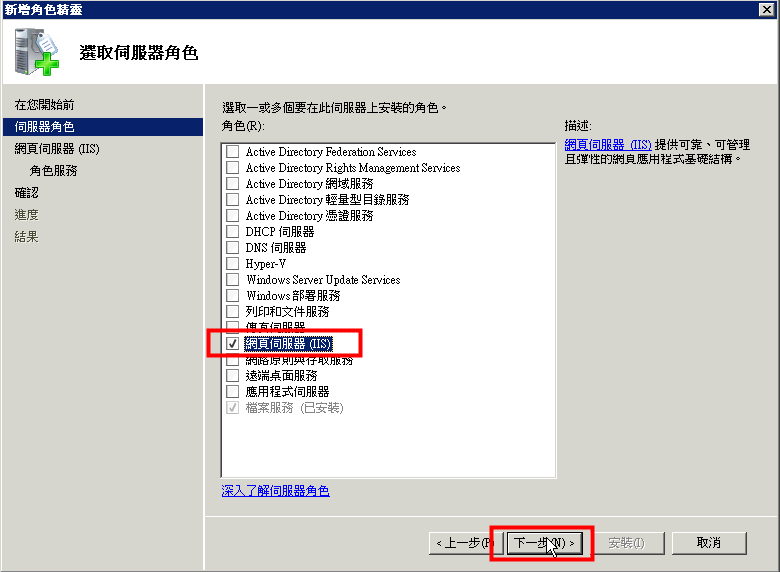 新增角色精靈
選取伺服器角色
在您開始前
伺服器角色
網頁伺服器 (IIS)
角色服務
確認
進度
結果
選取一或多個要在此伺服器上安裝的角色。
角色(R):
Active Directory Federation Services
Active Directory Rights Management Services
Active Directory 網域服務
Active Directory 輕量型目錄服務
Active Directory 憑證服務
DHCP 伺服器
DNS 伺服器
Hyper-V
Windows Server Update Services
Windows 部署服務
列印和文件服務
傳真伺服器
網頁伺服器 (IIS)
網路原則與存取服務
遠端桌面服務
應用程式伺服器
檔案服務 (已安裝)
深入了解伺服器角色
描述:
網頁伺服器 (IIS) 提供可靠、可管理
且彈性的網頁應用程式基礎結構。
< 上一步(P)
下一步(N) >
安裝(I)
取消